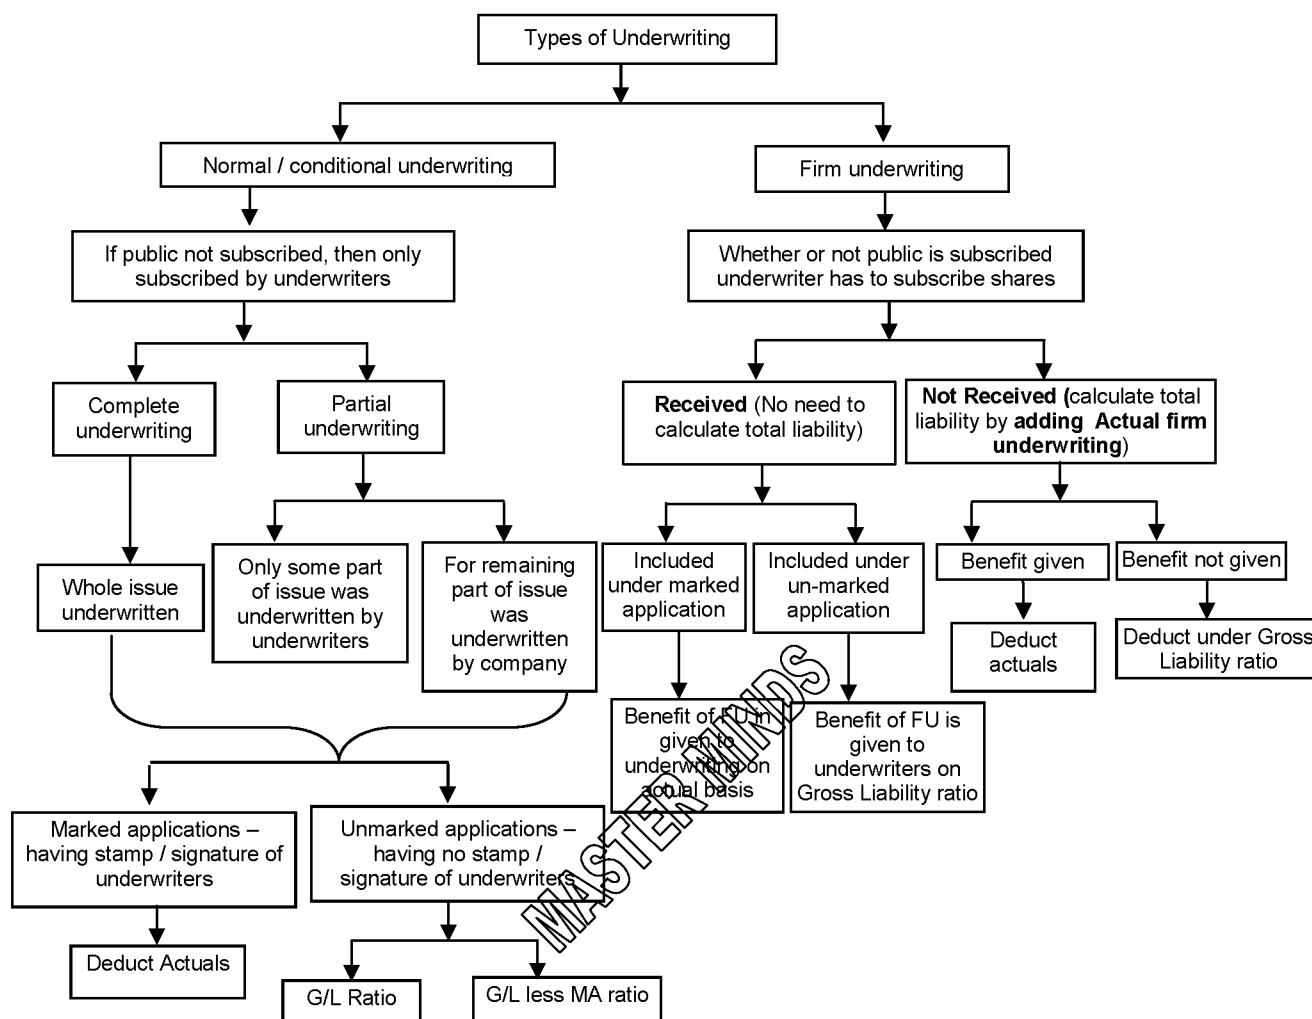 Types of Underwriting
Normal / conditional underwriting
Firm underwriting
If public not subscribed, then only
subscribed by underwriters
Whether or not public is subscribed
underwriter has to subscribe shares
Complete
underwriting
Partial
underwriting
Received (No need to
calculate total liability)
Not Received (calculate total
liability by adding Actual firm
underwriting)
Whole issue
underwritten
Only some part
of issue was
underwritten by
underwriters
For remaining
part of issue
was
underwritten
by company
Included
under marked
application
Included under
un-marked
application
Benefit given
Benefit not given
Deduct
actuals
Deduct under Gross
Liability ratio
Benefit of FU in
given to
underwriting on
actual basis
Benefit of FU is
given to
underwriters on
Gross Liability ratio
Marked applications –
having stamp / signature of
underwriters
Unmarked applications –
having no stamp /
signature of underwriters
Deduct Actuals
G/L Ratio
G/L less MA ratio
MASTER MINDS